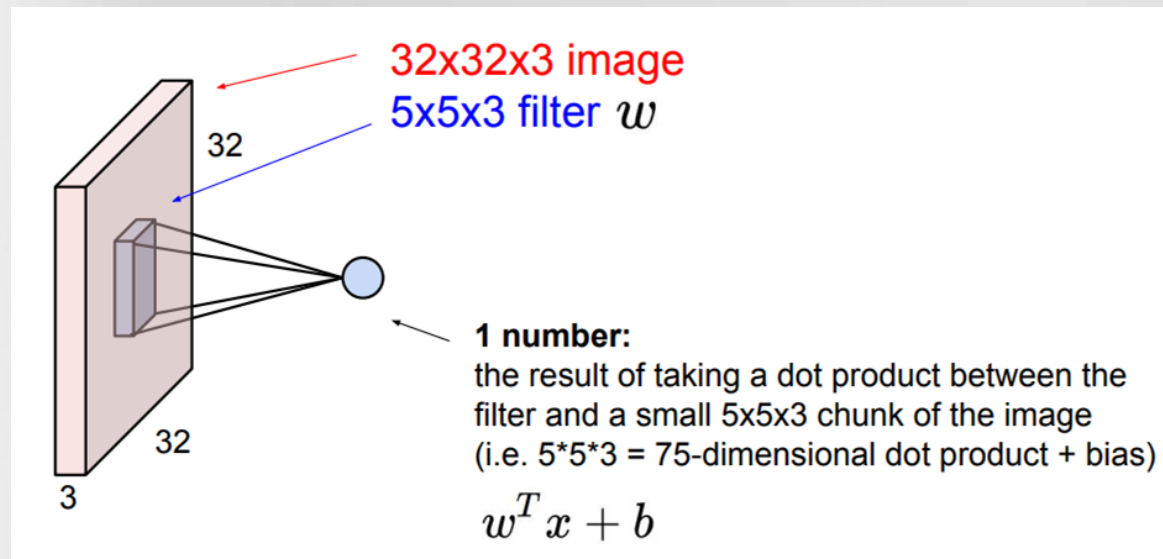 32x32x3 image
5x5x3 filter w
32
32
3
1 number:
the result of taking a dot product between the
filter and a small 5x5x3 chunk of the image
(i.e. 5*5*3 = 75-dimensional dot product + bias)
w^T x + b